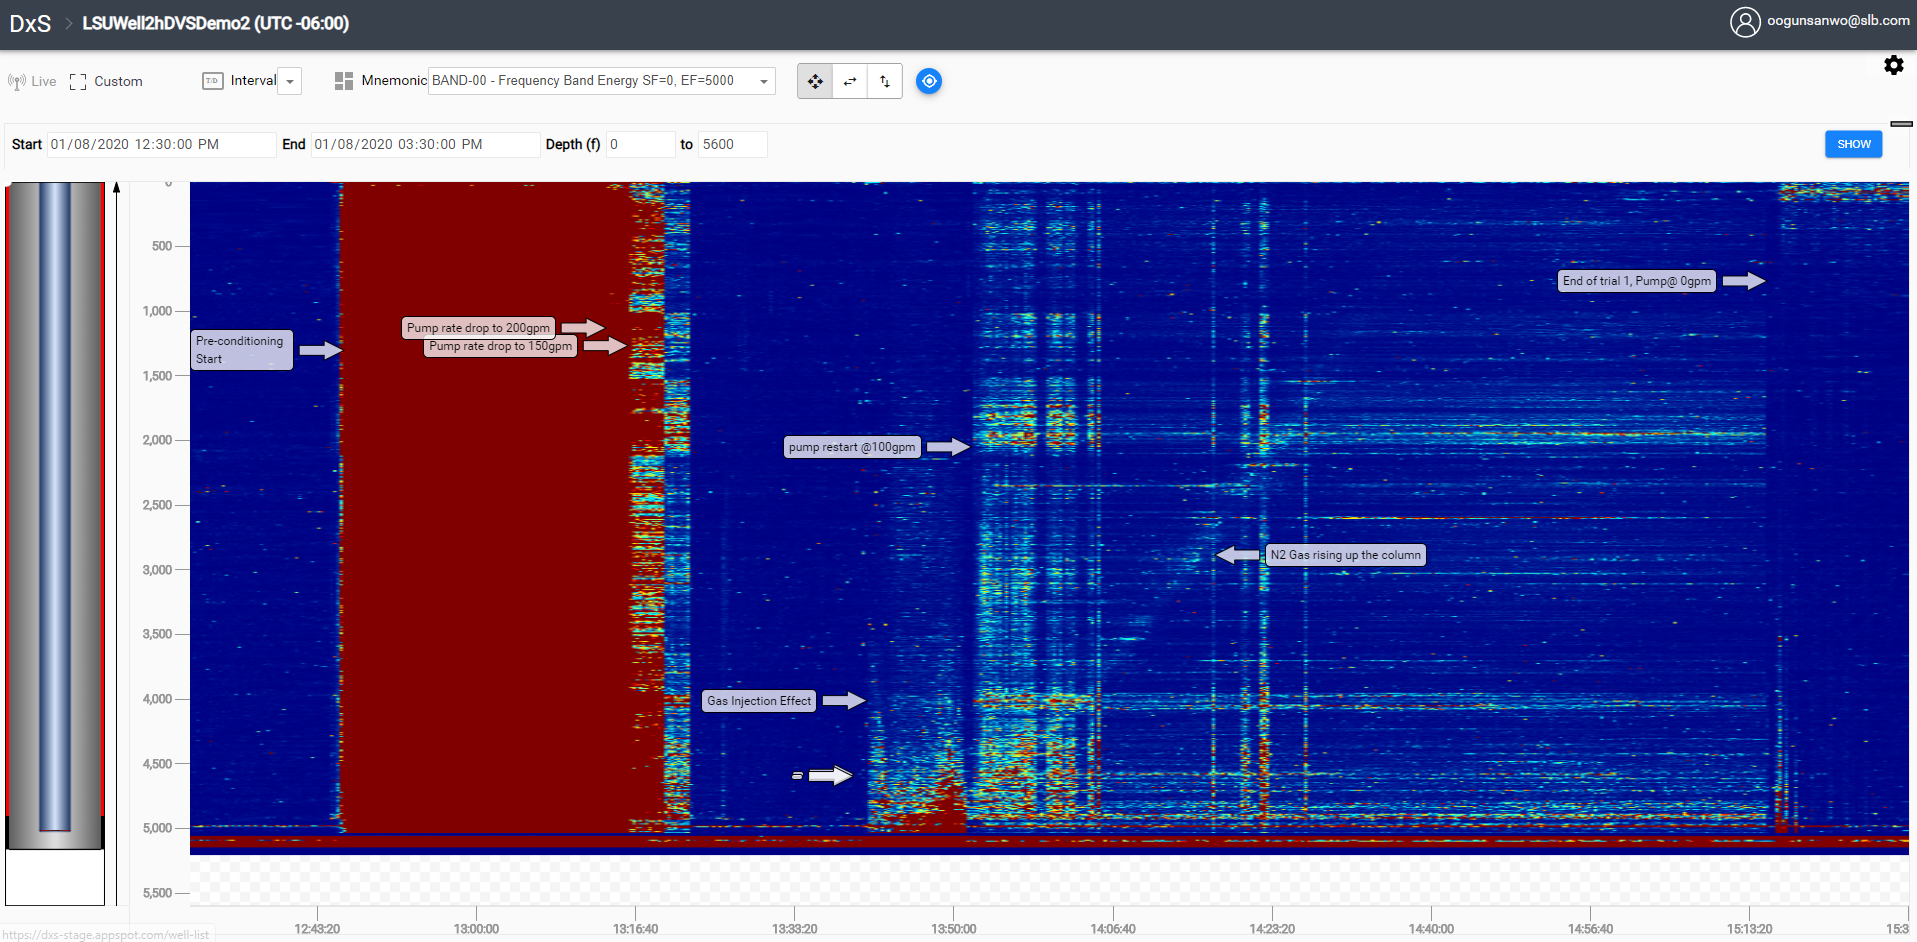 DxS > LSUWell2hDVSDemo2 (UTC -06:00)
oogunsanwo@slb.com
Live Custom T/D Interval Mnemonic BAND-00 - Frequency Band Energy SF=0, EF=5000
Start 01/08/2020 12:30:00 PM End 01/08/2020 03:30:00 PM Depth (f) 0 to 5600 SHOW
0
500
End of trial 1, Pump@ 0gpm
1,000
Pump rate drop to 200gpm
Pre-conditioning
Start
Pump rate drop to 150gpm
1,500
2,000
pump restart @100gpm
2,500
N2 Gas rising up the column
3,000
3,500
4,000
Gas Injection Effect
4,500
5,000
5,500
12:43:20 13:00:00 13:16:40 13:33:20 13:50:00 14:06:40 14:23:20 14:40:00 14:56:40 15:13:20 15:3
https://dxs-stage.appspot.com/well-list